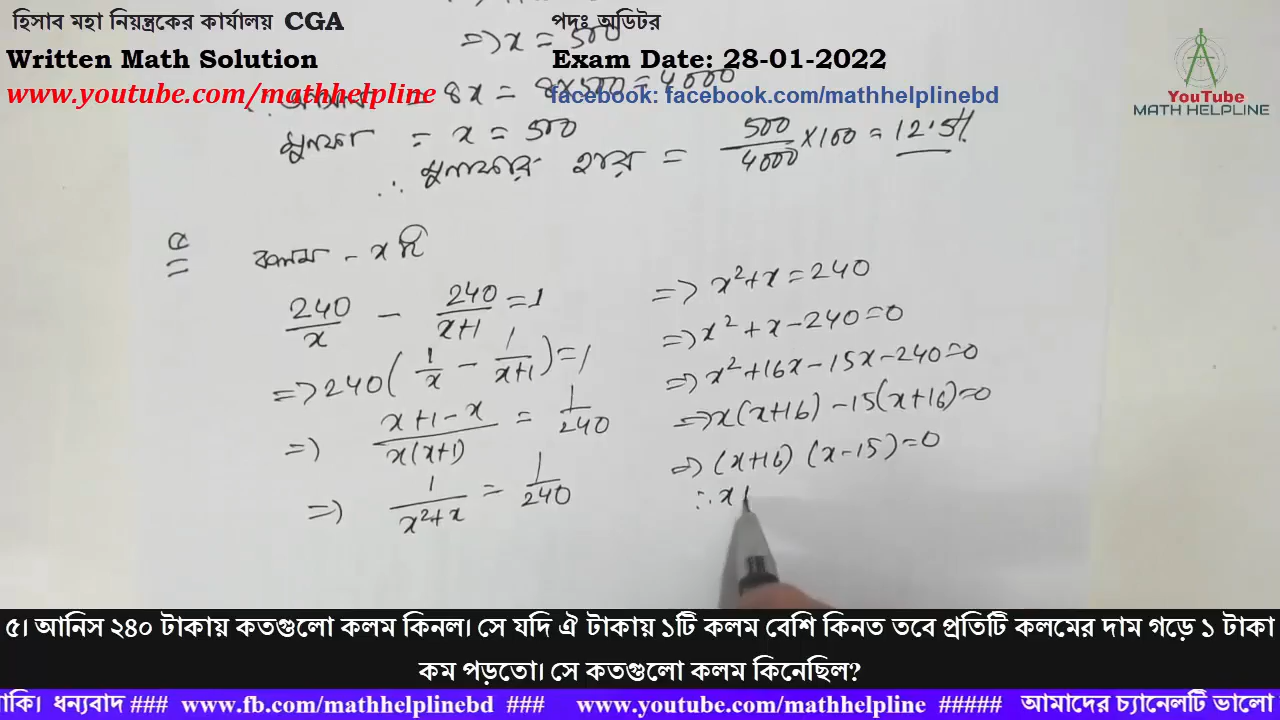 হিসাব মহা নিয়ন্ত্রকের কার্যালয় CGA পদঃ অডিটর
⇒ x = 500
Written Math Solution Exam Date: 28-01-2022
www.youtube.com/mathhelpline facebook: facebook.com/mathhelplinebd
= 8x = 8×500 = 4000
YouTube
MATH HELPLINE
মুনাফা = x = 500
∴ মুনাফার হার = 500/4000 ×100 = 12.5%
৫ কলম - x টি
240/x - 240/(x+1) = 1
⇒ 240(1/x - 1/(x+1)) = 1
⇒ (x+1-x)/(x(x+1)) = 1/240
⇒ 1/(x²+x) = 1/240
⇒ x²+x = 240
⇒ x²+x-240=0
⇒ x²+16x-15x-240=0
⇒ x(x+16)-15(x+16)=0
⇒ (x+16)(x-15)=0
∴ x
৫। আনিস ২৪০ টাকায় কতগুলো কলম কিনল। সে যদি ঐ টাকায় ১টি কলম বেশি কিনত তবে প্রতিটি কলমের দাম গড়ে ১ টাকা
কম পড়তো। সে কতগুলো কলম কিনেছিল?
াকি। ধন্যবাদ ### www.fb.com/mathhelplinebd ### www.youtube.com/mathhelpline ##### আমাদের চ্যানেলটি ভালো